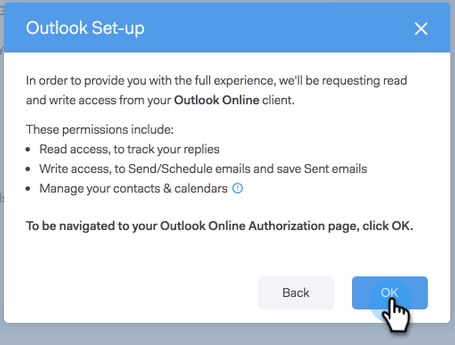 Outlook Set-up
In order to provide you with the full experience, we'll be requesting read
and write access from your Outlook Online client.
These permissions include:
• Read access, to track your replies
• Write access, to Send/Schedule emails and save Sent emails
• Manage your contacts & calendars
To be navigated to your Outlook Online Authorization page, click OK.
Back
OK